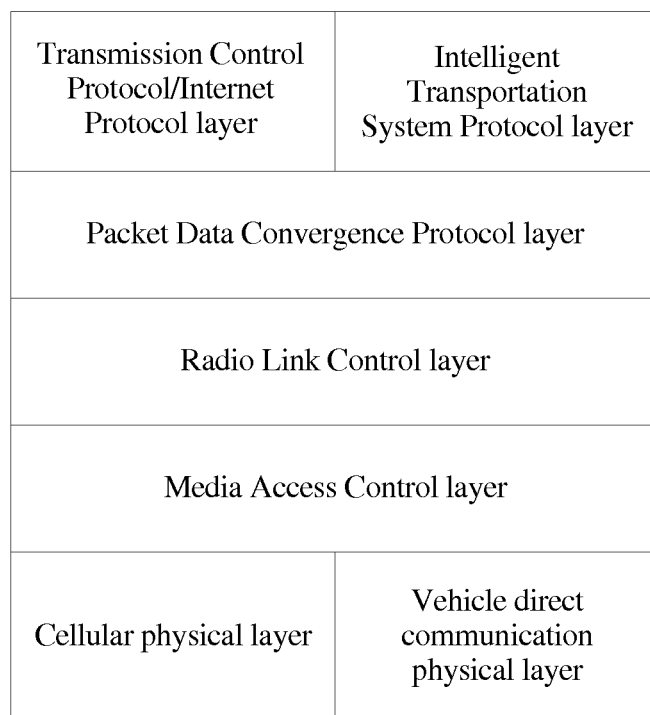 Transmission Control
Protocol/Internet
Protocol layer
Intelligent
Transportation
System Protocol layer
Packet Data Convergence Protocol layer
Radio Link Control layer
Media Access Control layer
Cellular physical layer
Vehicle direct
communication
physical layer